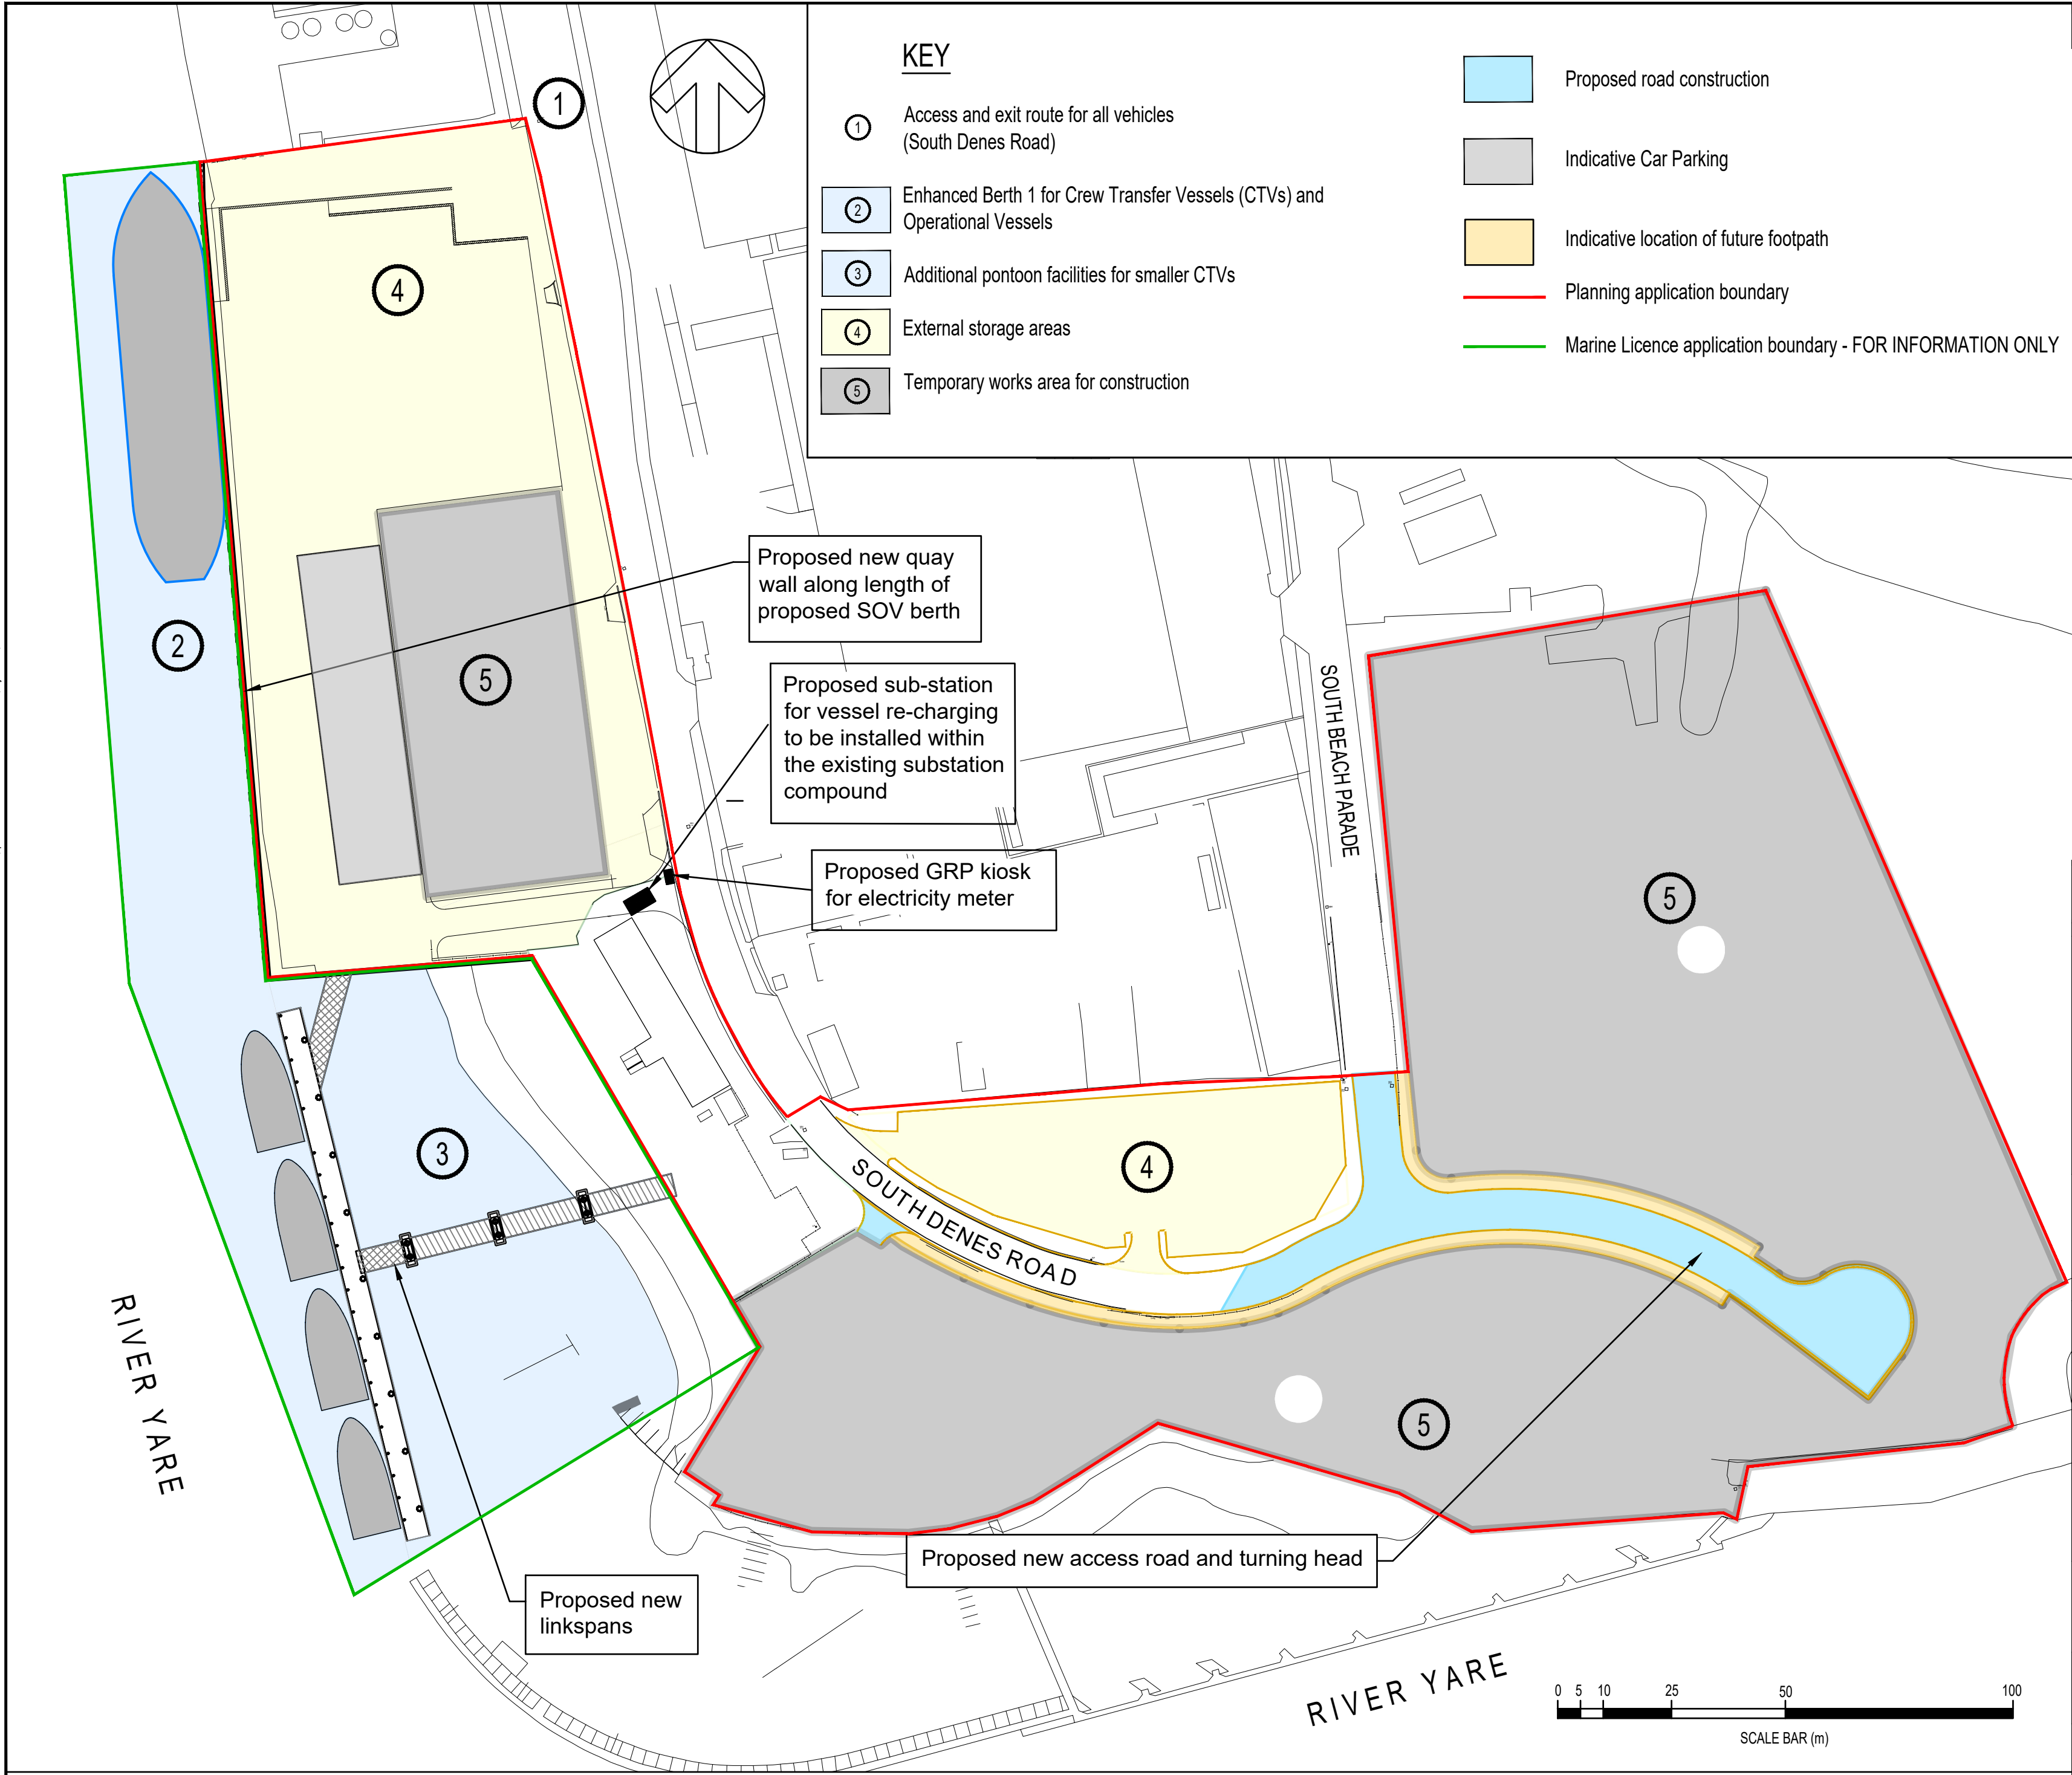 KEY
1
Access and exit route for all vehicles
(South Denes Road)
2
Enhanced Berth 1 for Crew Transfer Vessels (CTVs) and
Operational Vessels
3
Additional pontoon facilities for smaller CTVs
4
External storage areas
5
Temporary works area for construction
Proposed road construction
Indicative Car Parking
Indicative location of future footpath
Planning application boundary
Marine Licence application boundary - FOR INFORMATION ONLY
1
4
2
5
Proposed new quay
wall along length of
proposed SOV berth
Proposed sub-station
for vessel re-charging
to be installed within
the existing substation
compound
Proposed GRP kiosk
for electricity meter
SOUTH BEACH PARADE
5
3
4
SOUTH DENES ROAD
5
RIVER YARE
Proposed new access road and turning head
Proposed new
linkspans
RIVER YARE
0 5 10 25 50 100
SCALE BAR (m)